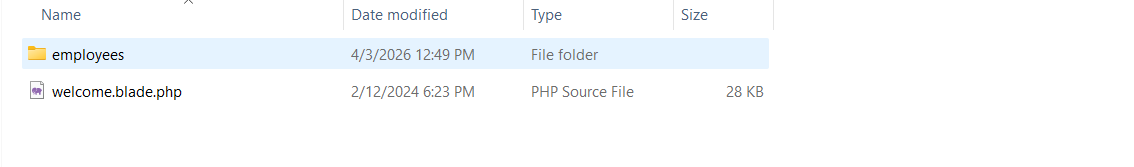 Name Date modified Type Size
employees 4/3/2026 12:49 PM File folder
welcome.blade.php 2/12/2024 6:23 PM PHP Source File 28 KB